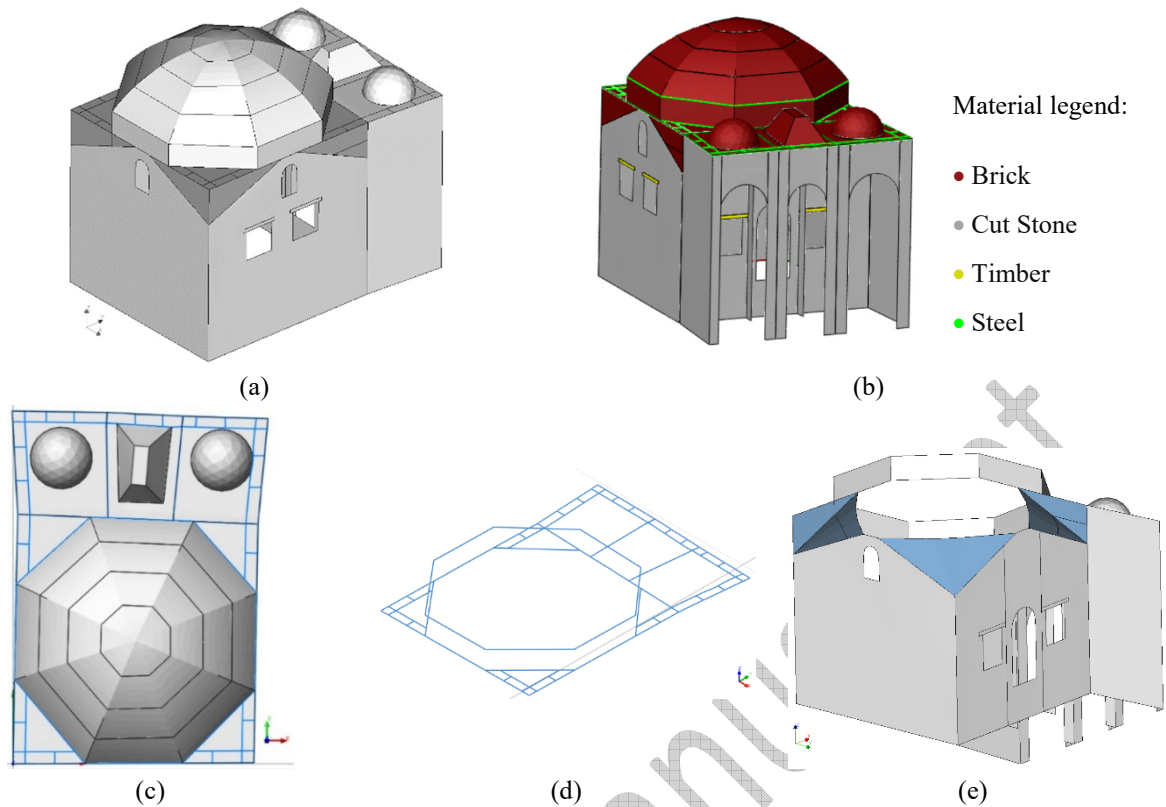 Material legend:
Brick
Cut Stone
Timber
Steel
(a)
(b)
(c)
(d)
(e)